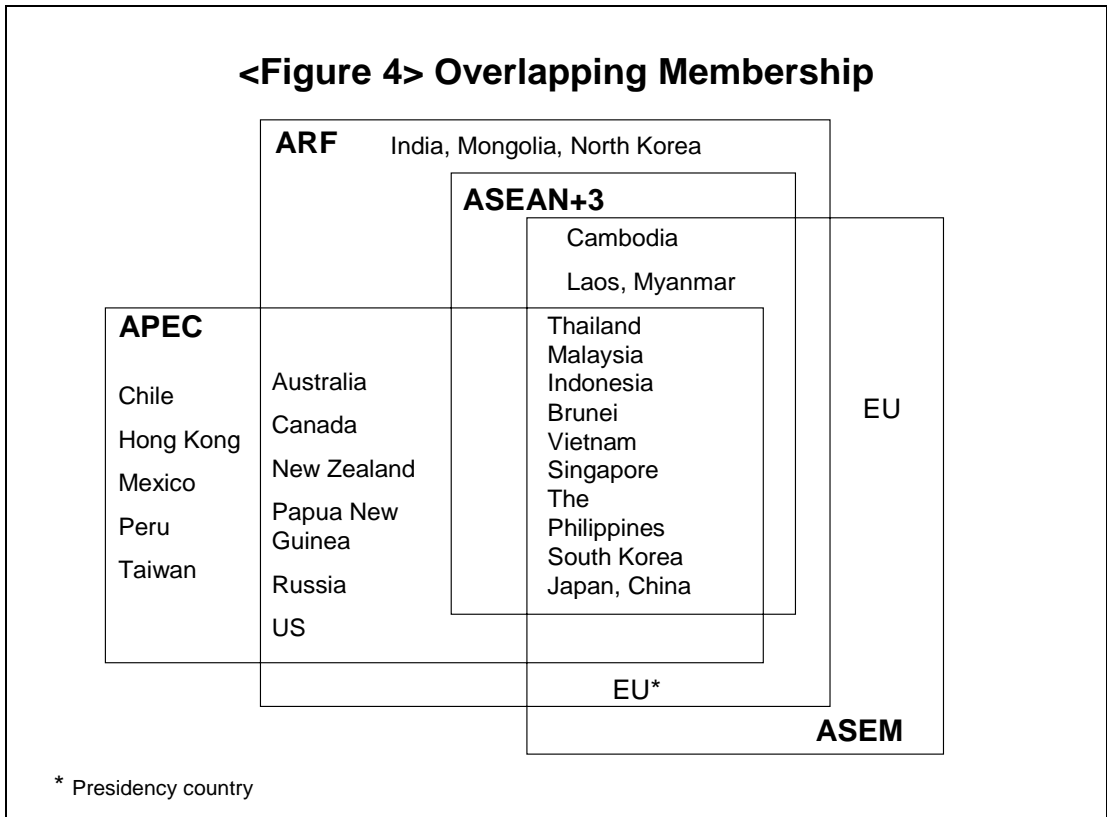 <Figure 4> Overlapping Membership
ARF
India, Mongolia, North Korea
ASEAN+3
Cambodia
Laos, Myanmar
APEC
Chile
Hong Kong
Mexico
Peru
Taiwan
Australia
Canada
New Zealand
Papua New
Guinea
Russia
US
Thailand
Malaysia
Indonesia
Brunei
Vietnam
Singapore
The
Philippines
South Korea
Japan, China
EU
EU*
ASEM
* Presidency country